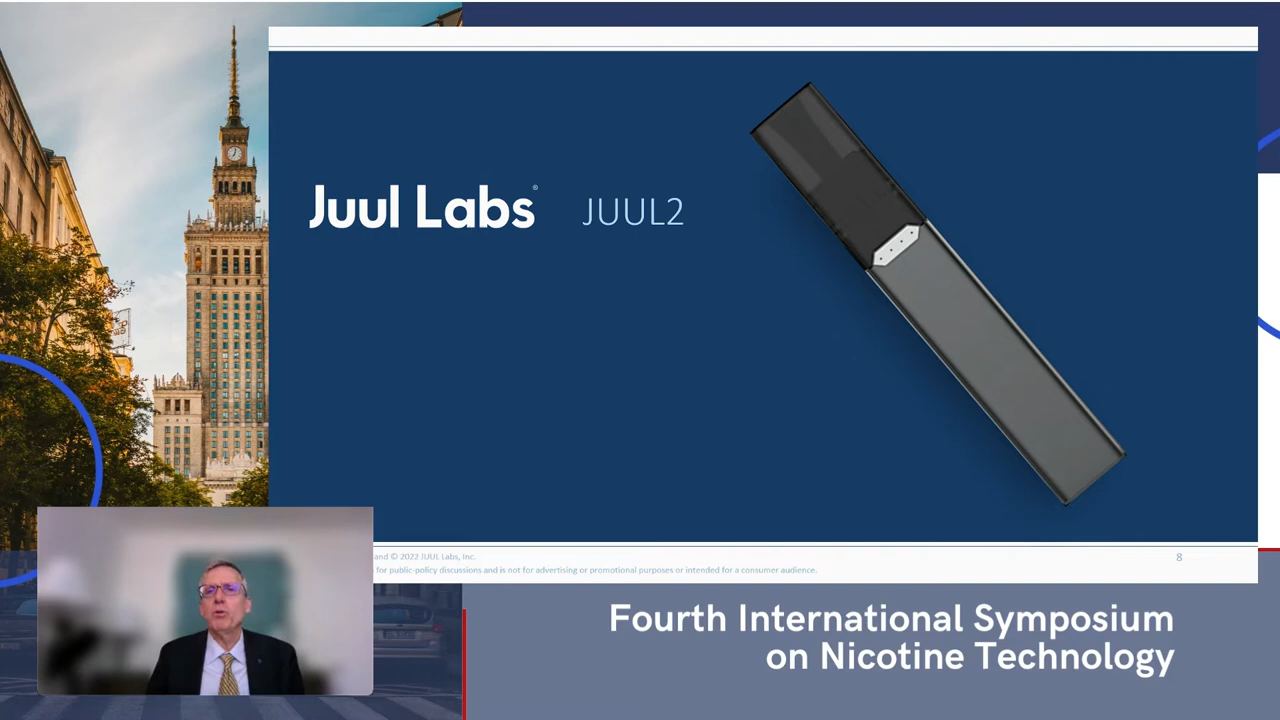 Juul Labs®
JUUL2
and © 2022 JUUL Labs, Inc.
for public-policy discussions and is not for advertising or promotional purposes or intended for a consumer audience.
8
Fourth International Symposium
on Nicotine Technology